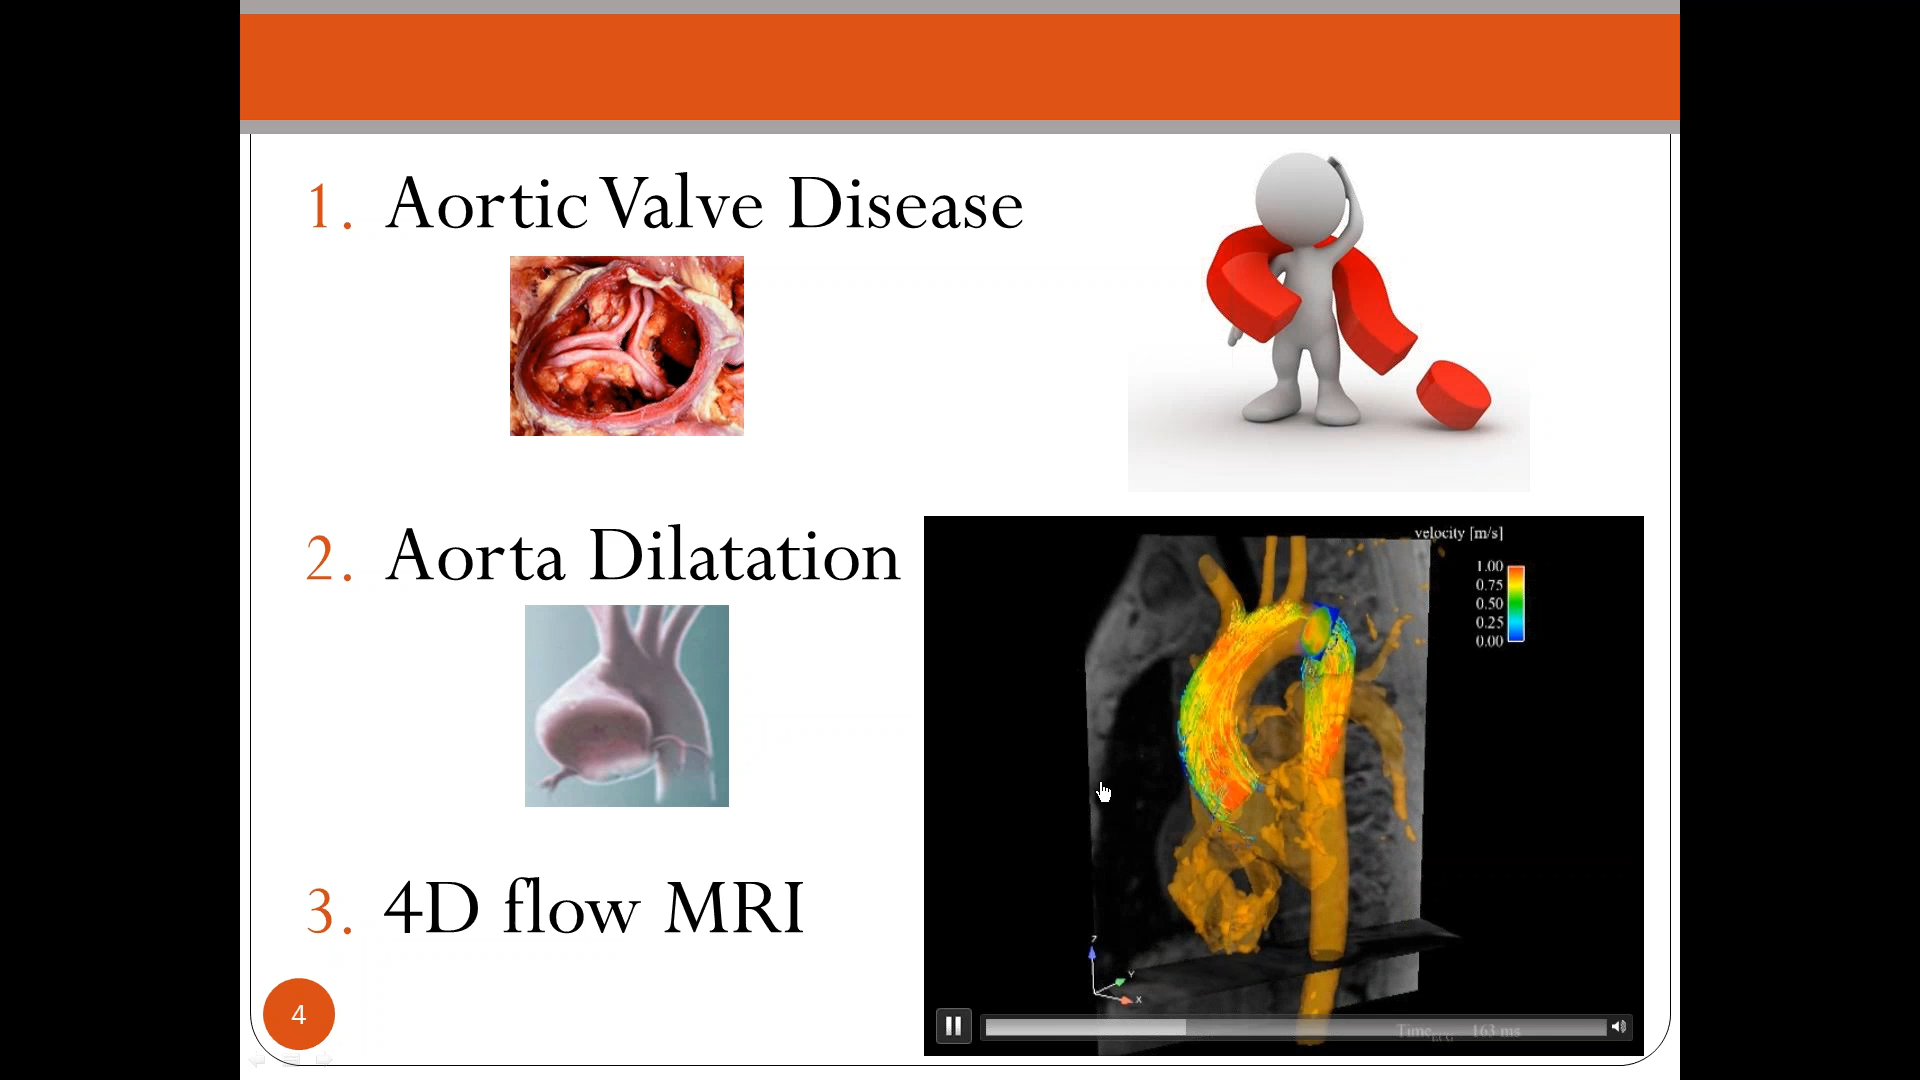 1. Aortic Valve Disease
2. Aorta Dilatation
velocity [m/s]
1.00
0.75
0.50
0.25
0.00
3. 4D flow MRI
Z
Y
X
TimeECG 163 ms
4